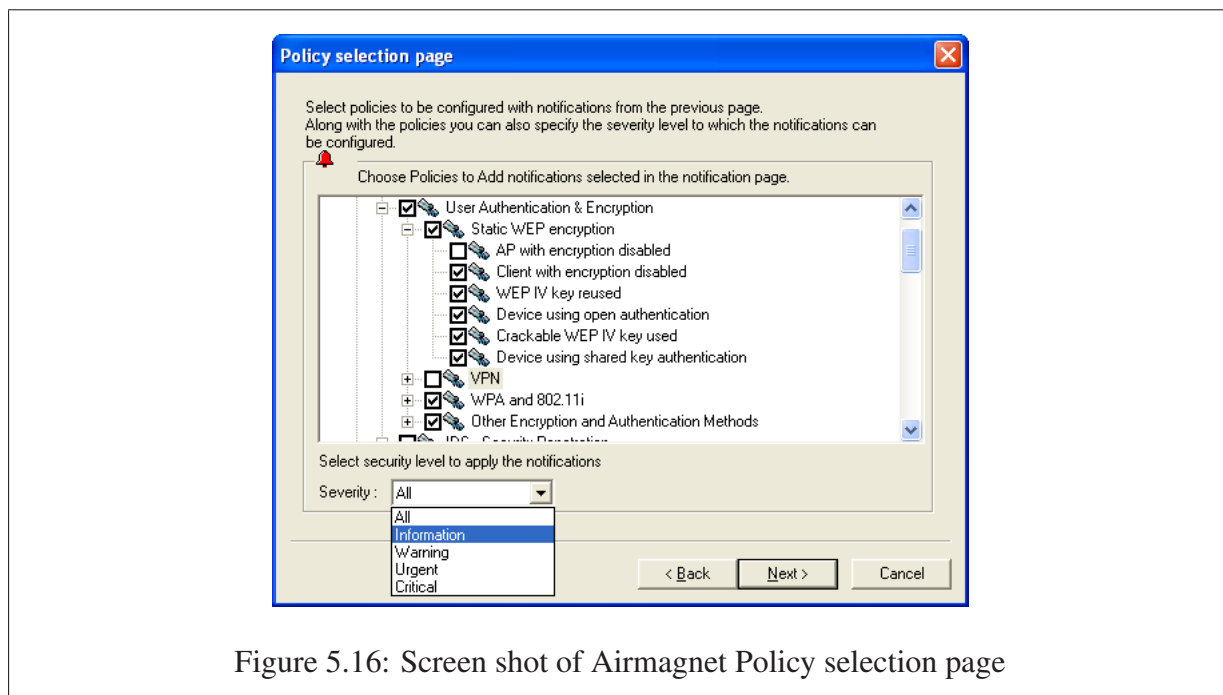 Policy selection page
Select policies to be configured with notifications from the previous page.
Along with the policies you can also specify the severity level to which the notifications can
be configured.
Choose Policies to Add notifications selected in the notification page.
User Authentication & Encryption
Static WEP encryption
AP with encryption disabled
Client with encryption disabled
WEP IV key reused
Device using open authentication
Crackable WEP IV key used
Device using shared key authentication
VPN
WPA and 802.11i
Other Encryption and Authentication Methods
IDS - Security Penetration
Select security level to apply the notifications
Severity : All
All
Information
Warning
Urgent
Critical
< Back Next > Cancel
Figure 5.16: Screen shot of Airmagnet Policy selection page